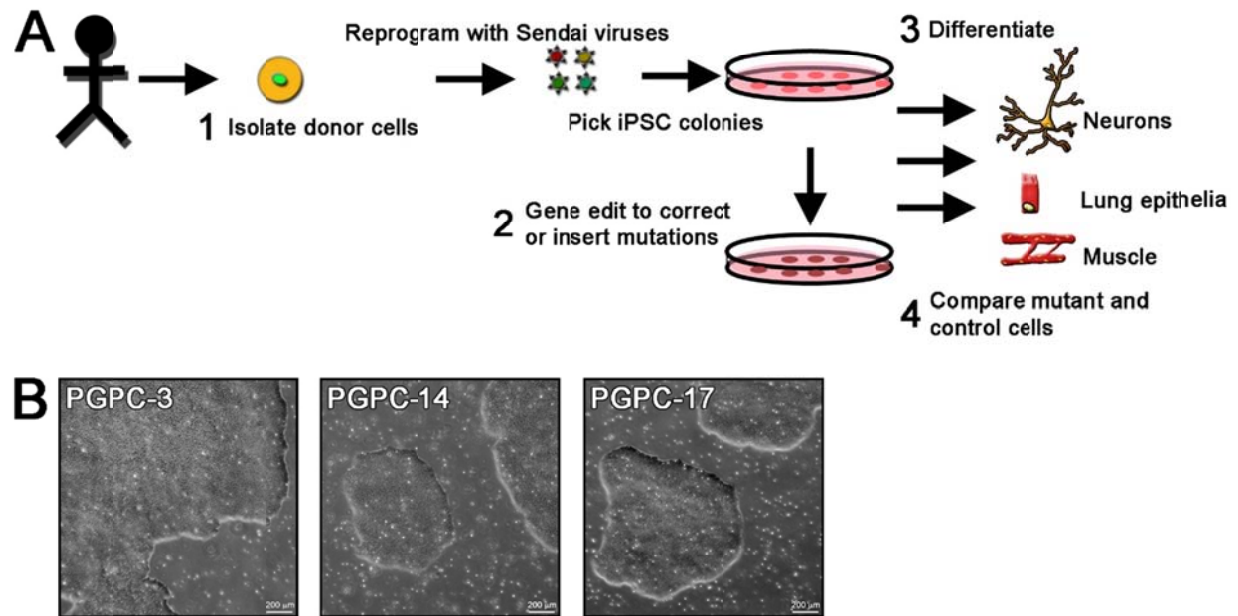 A
Reprogram with Sendai viruses
1 Isolate donor cells
Pick iPSC colonies
3 Differentiate
Neurons
Lung epithelia
Muscle
2 Gene edit to correct
or insert mutations
4 Compare mutant and
control cells
B
PGPC-3
200 µm
PGPC-14
200 µm
PGPC-17
200 µm